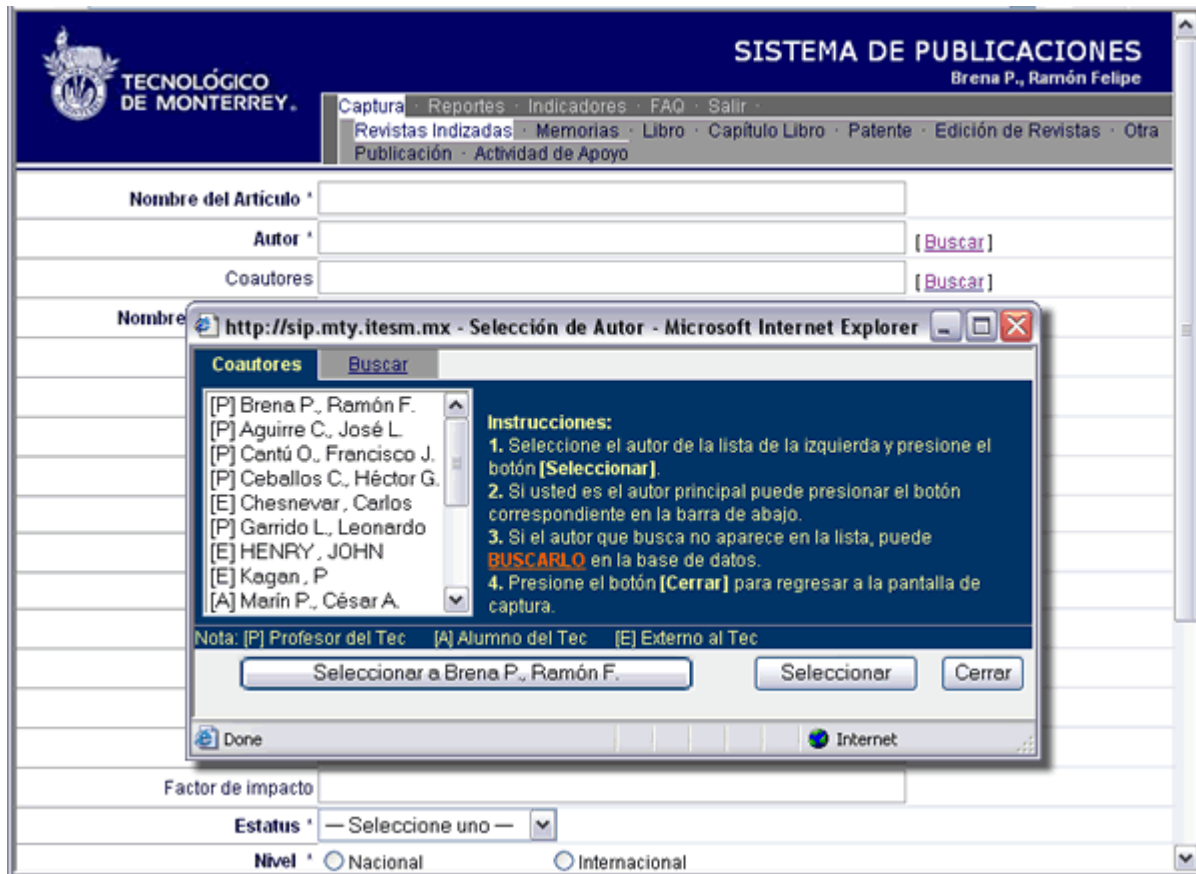 TECNOLÓGICO
DE MONTERREY.
SISTEMA DE PUBLICACIONES
Brena P., Ramón Felipe
Captura · Reportes · Indicadores · FAQ · Salir ·
Revistas Indizadas · Memorias · Libro · Capítulo Libro · Patente · Edición de Revistas · Otra
Publicación · Actividad de Apoyo
Nombre del Artículo *
Autor * [ Buscar ]
Coautores [ Buscar ]
Nombre
http://sip.mty.itesm.mx - Selección de Autor - Microsoft Internet Explorer
Coautores Buscar
[P] Brena P., Ramón F.
[P] Aguirre C., José L.
[P] Cantú O., Francisco J.
[P] Ceballos C., Héctor G.
[E] Chesnevar , Carlos
[P] Garrido L., Leonardo
[E] HENRY , JOHN
[E] Kagan , P
[A] Marín P., César A.
Instrucciones:
1. Seleccione el autor de la lista de la izquierda y presione el
botón [Seleccionar].
2. Si usted es el autor principal puede presionar el botón
correspondiente en la barra de abajo.
3. Si el autor que busca no aparece en la lista, puede
BUSCARLO en la base de datos.
4. Presione el botón [Cerrar] para regresar a la pantalla de
captura.
Nota: [P] Profesor del Tec [A] Alumno del Tec [E] Externo al Tec
Seleccionar a Brena P., Ramón F. Seleccionar Cerrar
Done Internet
Factor de impacto
Estatus * — Seleccione uno —
Nivel * Nacional Internacional